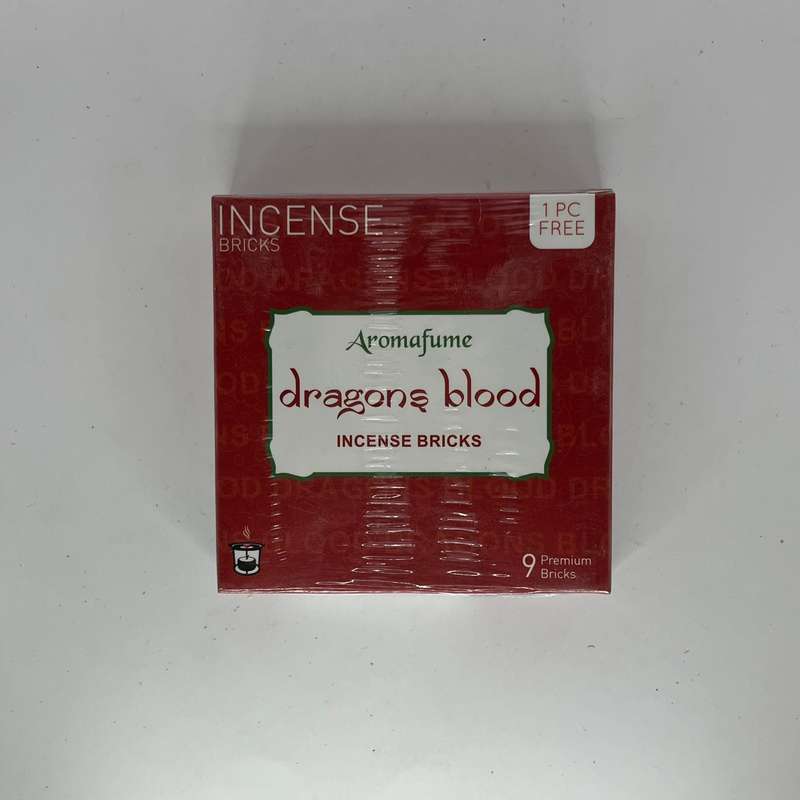 INCENSE
BRICKS
1 PC
FREE
Aromafume
dragons blood
INCENSE BRICKS
9 Premium
Bricks